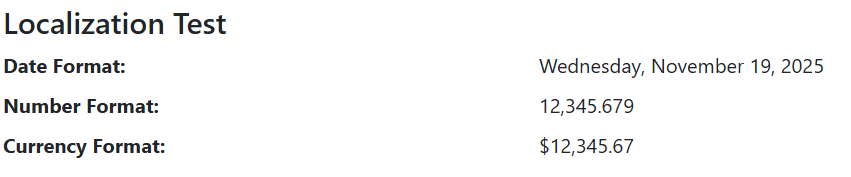 Localization Test
Date Format: Wednesday, November 19, 2025
Number Format: 12,345.679
Currency Format: $12,345.67